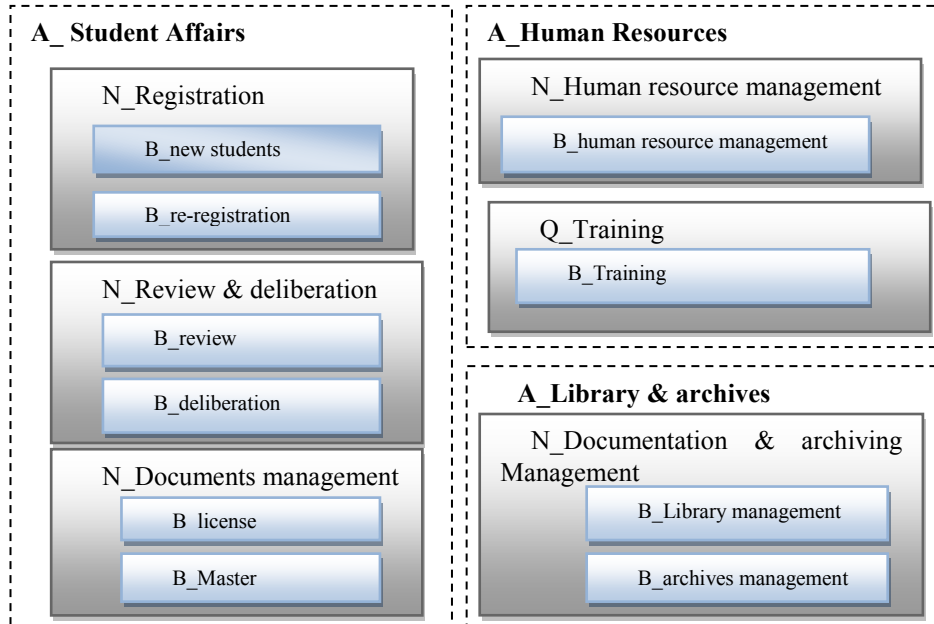 A_ Student Affairs
N_Registration
B_new students
B_re-registration
N_Review & deliberation
B_review
B_deliberation
N_Documents management
B_license
B_Master
A_Human Resources
N_Human resource management
B_human resource management
Q_Training
B_Training
A_Library & archives
N_Documentation & archiving
Management
B_Library management
B_archives management